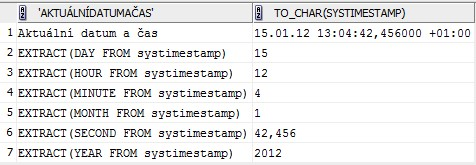 'AKTUÁLNÍDATUMAČAS' TO_CHAR(SYSTIMESTAMP)
1 Aktuální datum a čas 15.01.12 13:04:42,456000 +01:00
2 EXTRACT(DAY FROM systimestamp) 15
3 EXTRACT(HOUR FROM systimestamp) 12
4 EXTRACT(MINUTE FROM systimestamp) 4
5 EXTRACT(MONTH FROM systimestamp) 1
6 EXTRACT(SECOND FROM systimestamp) 42,456
7 EXTRACT(YEAR FROM systimestamp) 2012